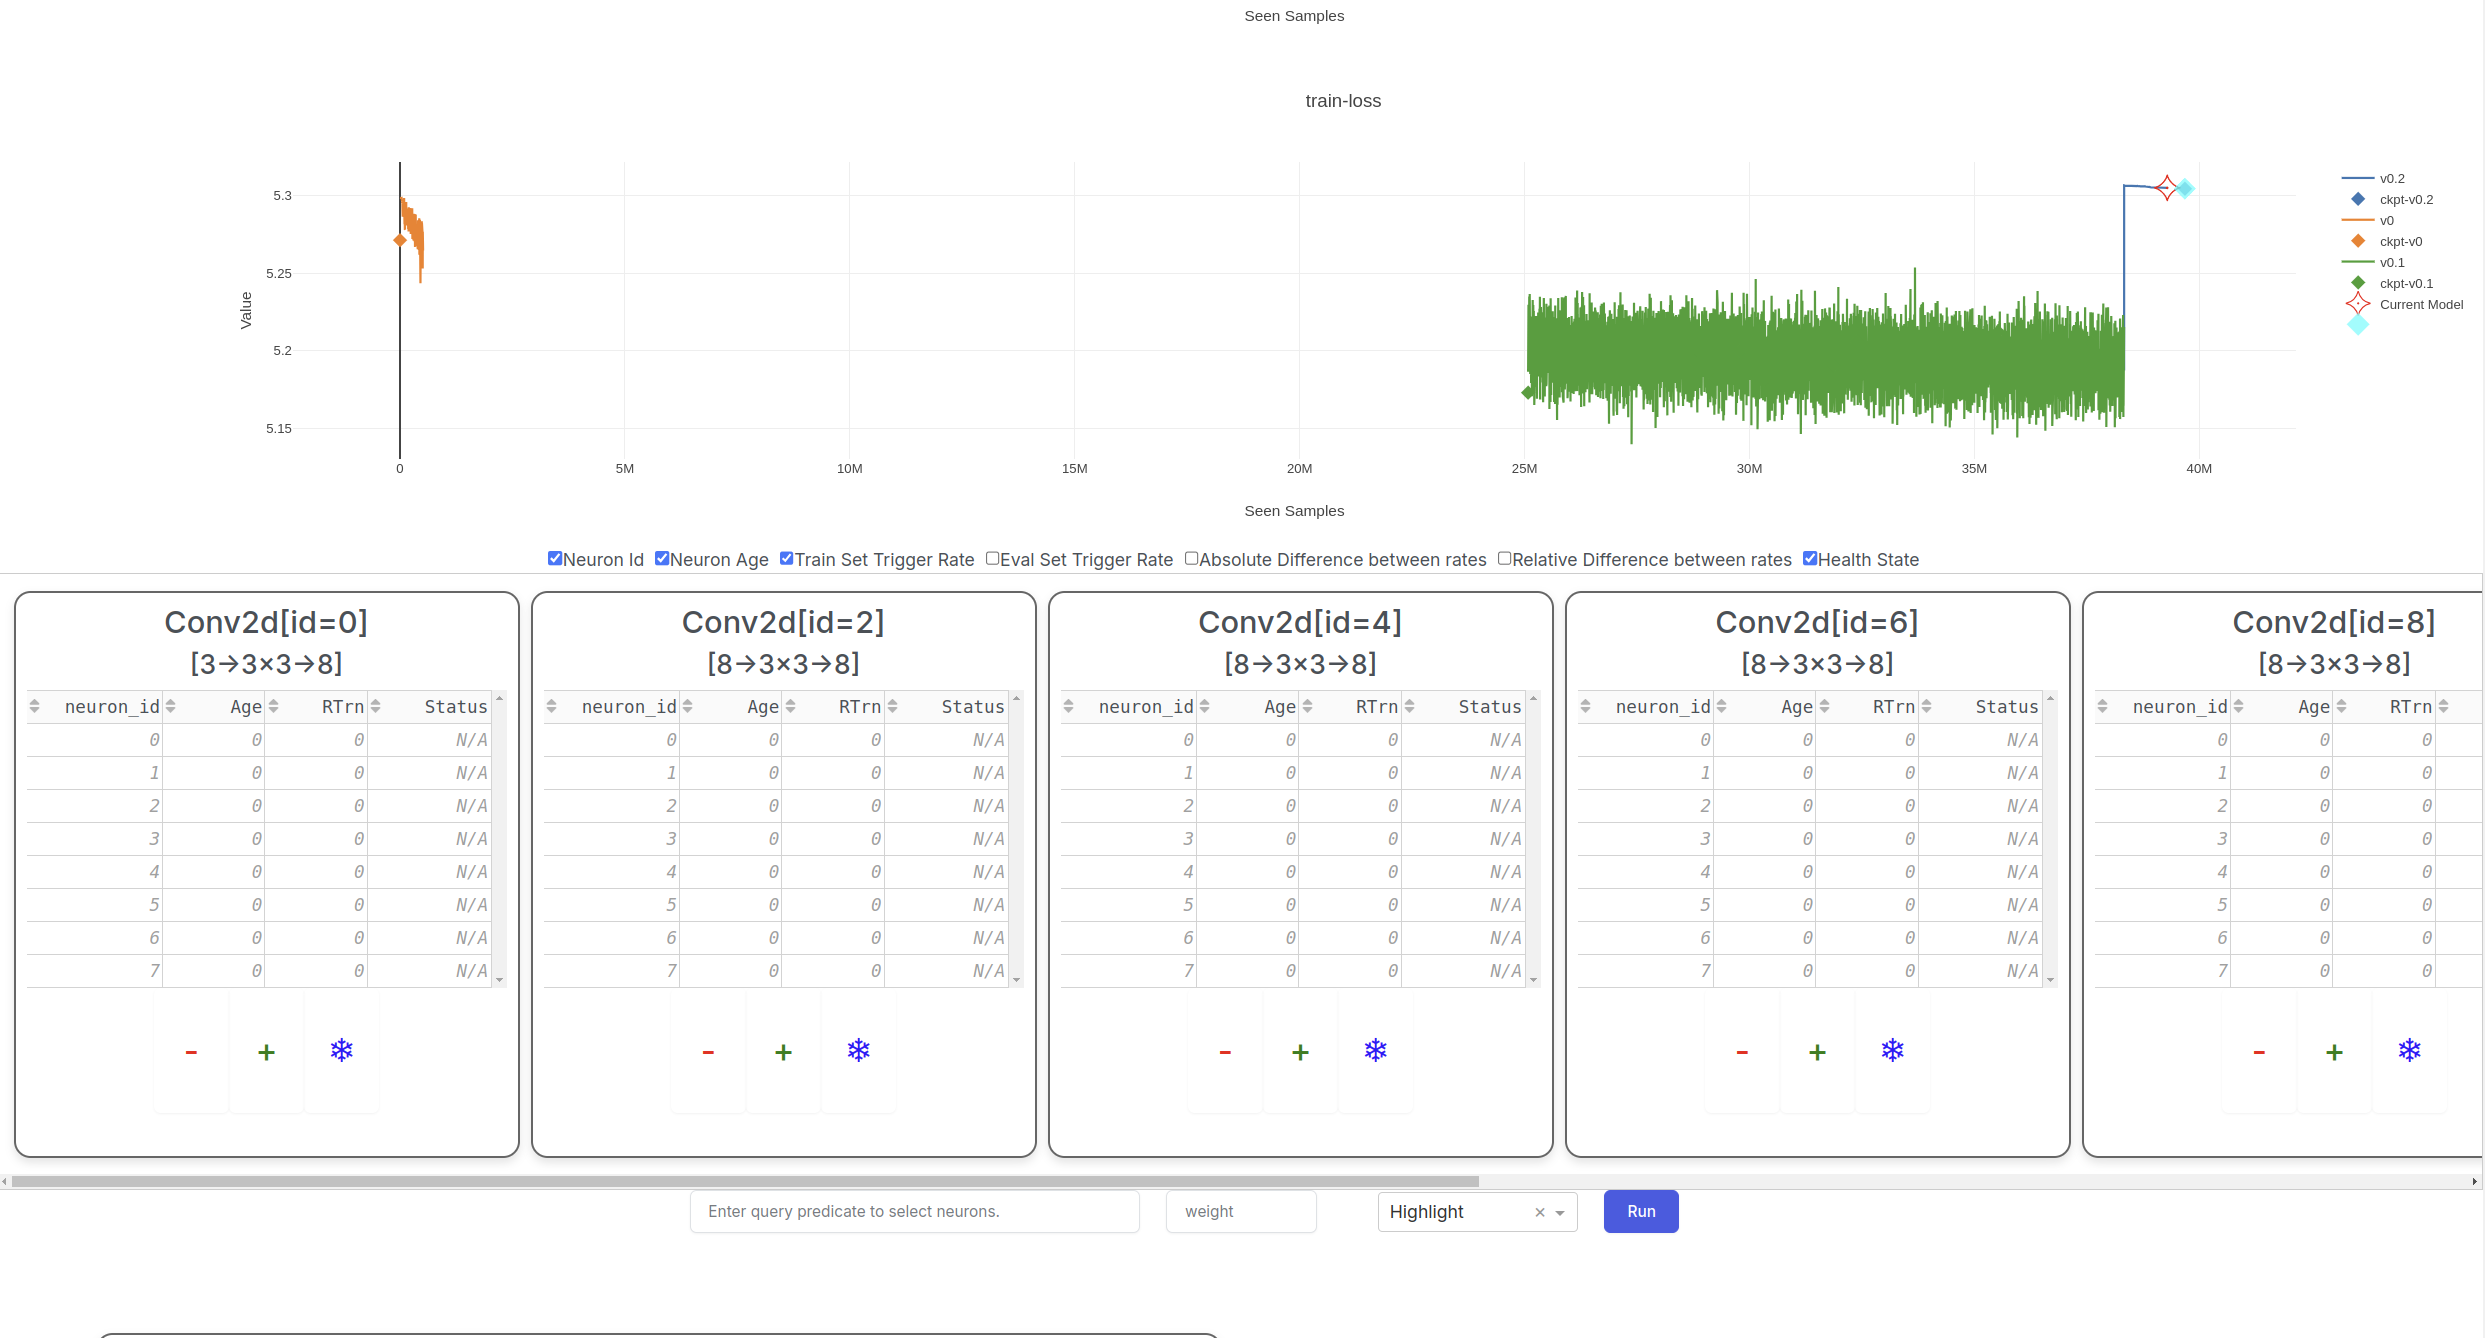 Seen Samples
train-loss
5.3
5.25
5.2
5.15
Value
0 5M 10M 15M 20M 25M 30M 35M 40M
Seen Samples
v0.2
ckpt-v0.2
v0
ckpt-v0
v0.1
ckpt-v0.1
Current Model
Neuron Id Neuron Age Train Set Trigger Rate Eval Set Trigger Rate Absolute Difference between rates Relative Difference between rates Health State
Conv2d[id=0]
[3→3×3→8]
neuron_id Age RTrn Status
0 0 0 N/A
1 0 0 N/A
2 0 0 N/A
3 0 0 N/A
4 0 0 N/A
5 0 0 N/A
6 0 0 N/A
7 0 0 N/A
- + ❄
Conv2d[id=2]
[8→3×3→8]
neuron_id Age RTrn Status
0 0 0 N/A
1 0 0 N/A
2 0 0 N/A
3 0 0 N/A
4 0 0 N/A
5 0 0 N/A
6 0 0 N/A
7 0 0 N/A
- + ❄
Conv2d[id=4]
[8→3×3→8]
neuron_id Age RTrn Status
0 0 0 N/A
1 0 0 N/A
2 0 0 N/A
3 0 0 N/A
4 0 0 N/A
5 0 0 N/A
6 0 0 N/A
7 0 0 N/A
- + ❄
Conv2d[id=6]
[8→3×3→8]
neuron_id Age RTrn Status
0 0 0 N/A
1 0 0 N/A
2 0 0 N/A
3 0 0 N/A
4 0 0 N/A
5 0 0 N/A
6 0 0 N/A
7 0 0 N/A
- + ❄
Conv2d[id=8]
[8→3×3→8]
neuron_id Age RTrn
0 0 0
1 0 0
2 0 0
3 0 0
4 0 0
5 0 0
6 0 0
7 0 0
- + ❄
Enter query predicate to select neurons. weight Highlight × Run